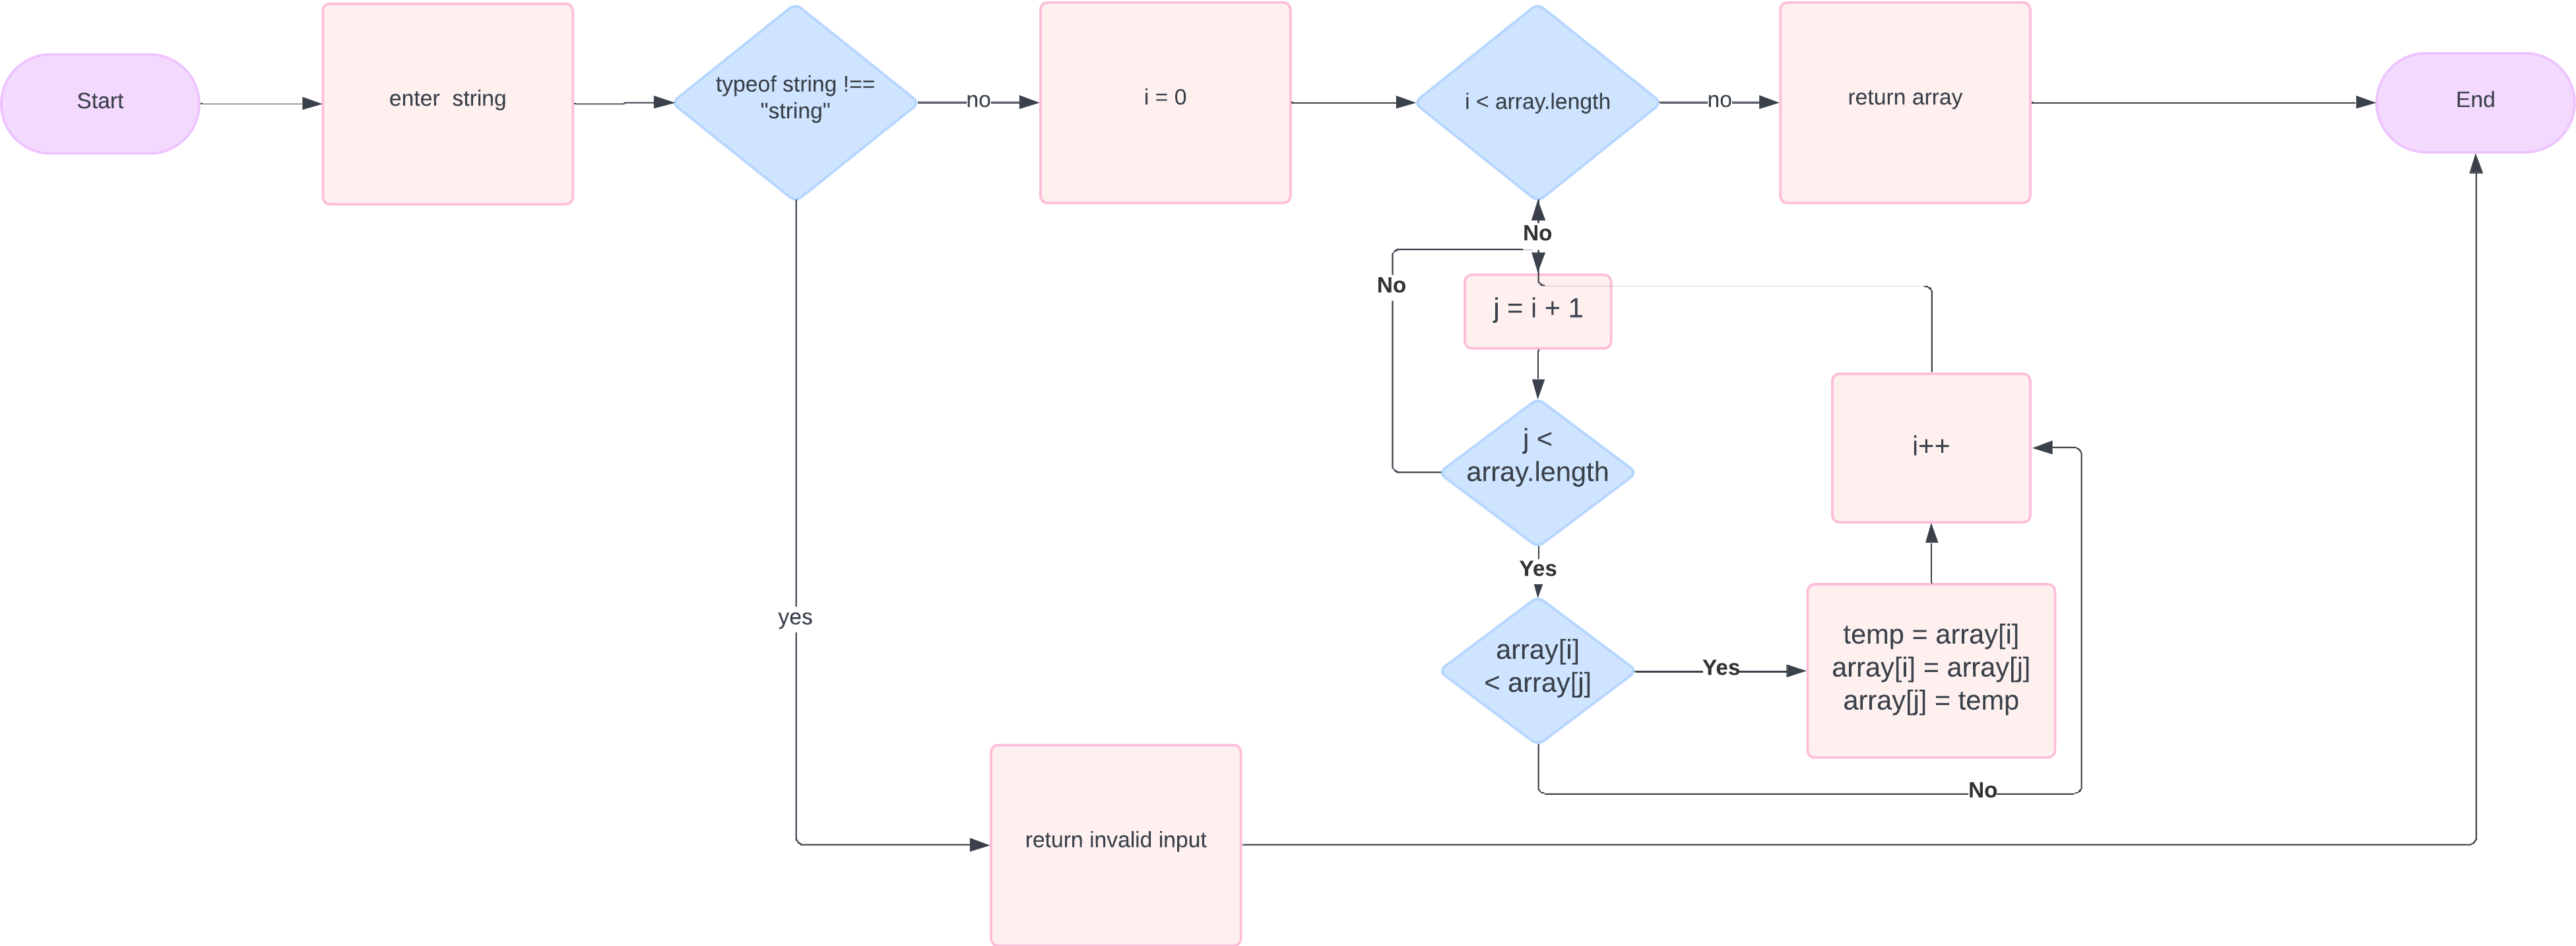 Start
enter  string
typeof string !==
"string"
no
i = 0
i < array.length
no
return array
End
No
No
j = i + 1
j <
array.length
i++
Yes
yes
array[i]
< array[j]
Yes
temp = array[i]
array[i] = array[j]
array[j] = temp
No
return invalid input